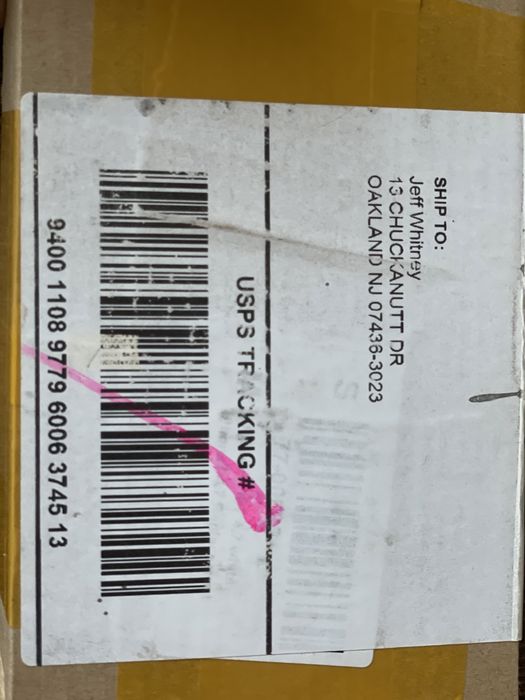 SHIP TO:
Jeff Whitney
13 CHUCKANUTT DR
OAKLAND NJ 07436-3023
USPS TRACKING #
9400 1108 9779 6006 3745 13